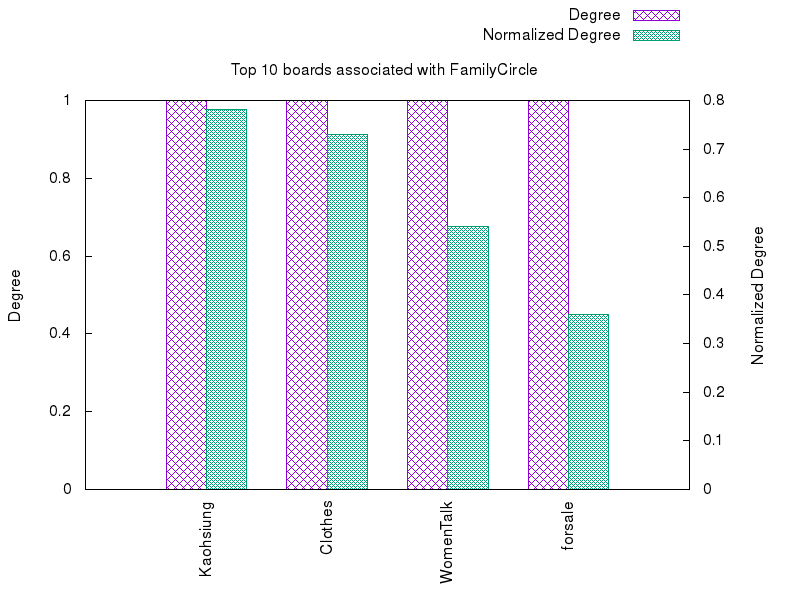 Degree
Normalized Degree
Top 10 boards associated with FamilyCircle
1
0.8
0.6
0.4
0.2
0
Degree
0.8
0.7
0.6
0.5
0.4
0.3
0.2
0.1
0
Normalized Degree
Kaohsiung
Clothes
WomenTalk
forsale